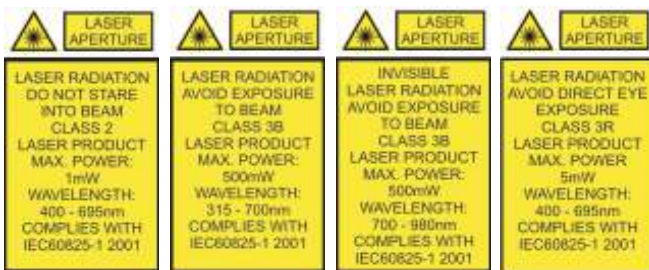 LASER
APERTURE
LASER RADIATION
DO NOT STARE
INTO BEAM
CLASS 2
LASER PRODUCT
MAX. POWER:
1mW
WAVELENGTH:
400 - 695nm
COMPLIES WITH
IEC60825-1 2001
LASER
APERTURE
LASER RADIATION
AVOID EXPOSURE
TO BEAM
CLASS 3B
LASER PRODUCT
MAX. POWER:
500mW
WAVELENGTH:
315 - 700nm
COMPLIES WITH
IEC60825-1 2001
LASER
APERTURE
INVISIBLE
LASER RADIATION
AVOID EXPOSURE
TO BEAM
CLASS 3B
LASER PRODUCT
MAX. POWER:
500mW
WAVELENGTH:
700 - 980nm
COMPLIES WITH
IEC60825-1 2001
LASER
APERTURE
LASER RADIATION
AVOID DIRECT EYE
EXPOSURE
CLASS 3R
LASER PRODUCT
MAX. POWER
5mW
WAVELENGTH:
400 - 695nm
COMPLIES WITH
IEC60825-1 2001